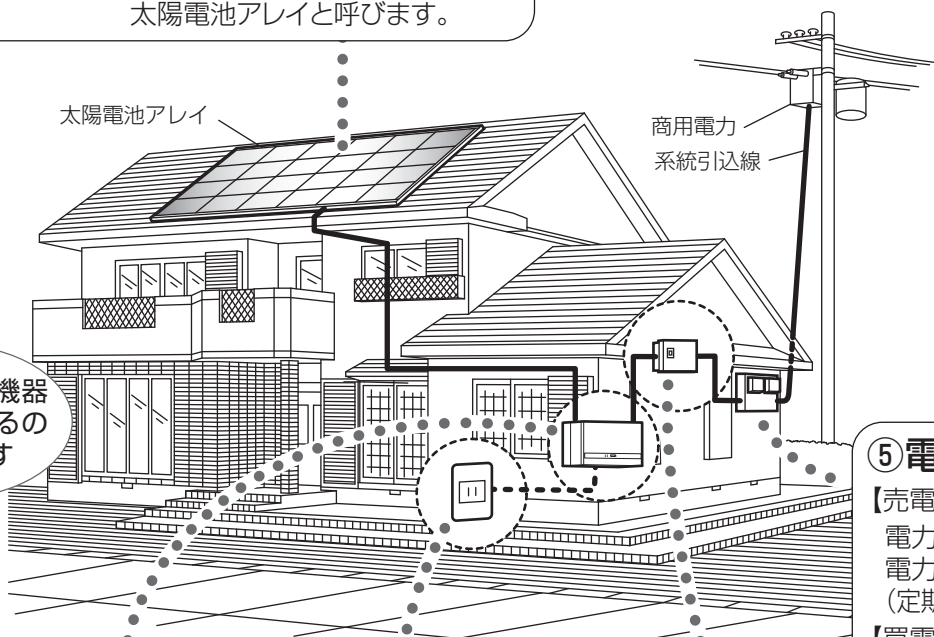 太陽電池アレイと呼びます。
太陽電池アレイ
商用電力
系統引込線
機器
るの
す
⑤電
【売電
電力
電力
（定期
【買電